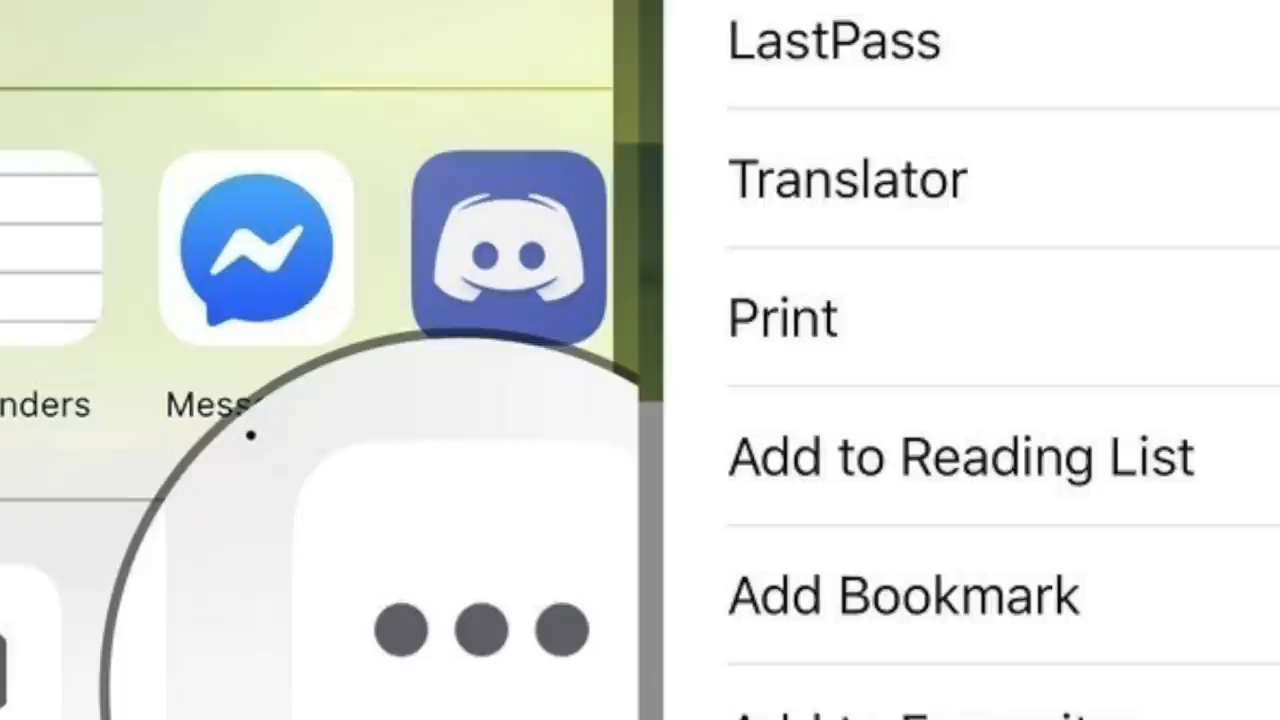 nders
Mess
LastPass
Translator
Print
Add to Reading List
Add Bookmark